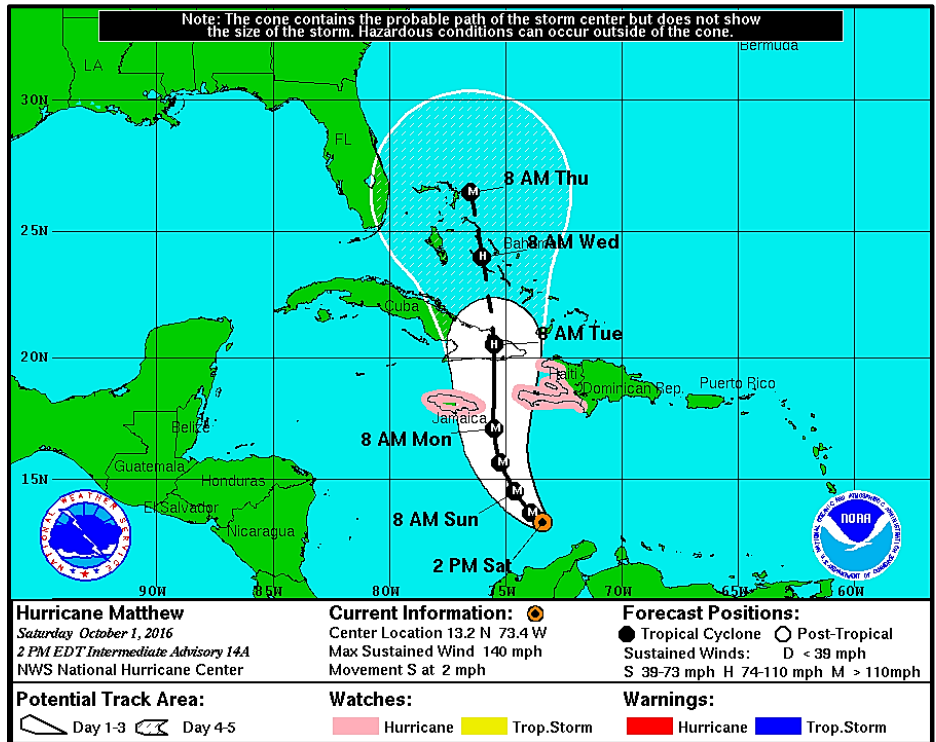 Note: The cone contains the probable path of the storm center but does not show
the size of the storm. Hazardous conditions can occur outside of the cone.
Bermuda
LA
30N
FL
8 AM Thu
25N
Bahamas
8 AM Wed
Cuba
8 AM Tue
20N
Haiti
Dominican Rep.
Puerto Rico
Jamaica
Belize
8 AM Mon
Guatemala
15N
Honduras
El Salvador
8 AM Sun
Nicaragua
NATIONAL WEATHER SERVICE
NOAA
2 PM Sat
90W
85W
80W
75W
70W
65W
60W
M
H
H
M
M
M
M
Hurricane Matthew
Saturday October 1, 2016
2 PM EDT Intermediate Advisory 14A
NWS National Hurricane Center
Current Information:
Center Location 13.2 N 73.4 W
Max Sustained Wind 140 mph
Movement S at 2 mph
Forecast Positions:
Tropical Cyclone Post-Tropical
Sustained Winds: D < 39 mph
S 39-73 mph H 74-110 mph M > 110mph
Potential Track Area:
Day 1-3 Day 4-5
Watches:
Hurricane Trop.Storm
Warnings:
Hurricane Trop.Storm